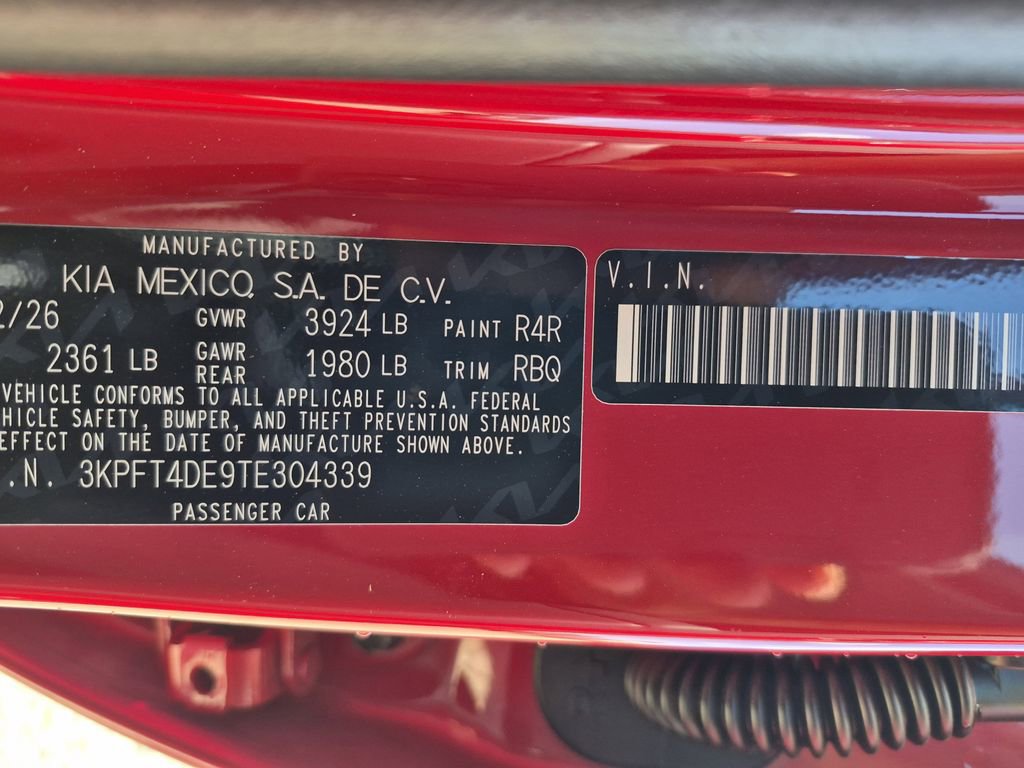 MANUFACTURED BY
KIA MEXICO, S.A. DE C.V.
2/26 GVWR 3924 LB PAINT R4R
2361 LB GAWR REAR 1980 LB TRIM RBQ
VEHICLE CONFORMS TO ALL APPLICABLE U.S.A. FEDERAL
HICLE SAFETY, BUMPER, AND THEFT PREVENTION STANDARDS
EFFECT ON THE DATE OF MANUFACTURE SHOWN ABOVE.
.N. 3KPFT4DE9TE304339
PASSENGER CAR
V.I.N.